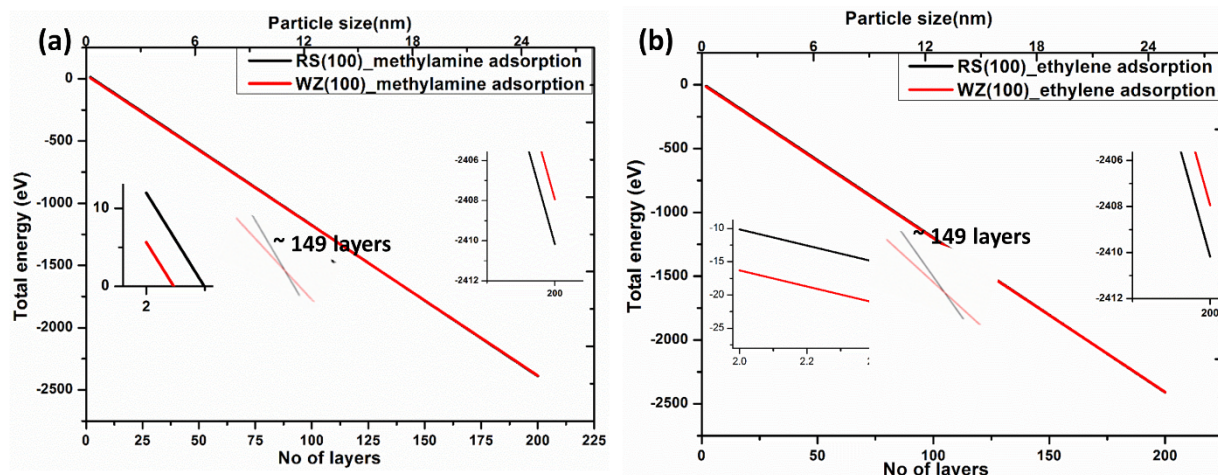 Particle size(nm)
0 6 12 18 24
(a)
RS(100)_methylamine adsorption
WZ(100)_methylamine adsorption
Total energy (eV)
0
-500
-1000
-1500
-2000
-2500
10
0
2
~ 149 layers
-2406
-2408
-2410
-2412
200
0 25 50 75 100 125 150 175 200 225
No of layers
Particle size(nm)
0 6 12 18 24
(b)
RS(100)_ethylene adsorption
WZ(100)_ethylene adsorption
Total energy (eV)
0
-500
-1000
-1500
-2000
-2500
-10
-15
-20
-25
2.0 2.2
~ 149 layers
-2406
-2408
-2410
-2412
200
0 50 100 150 200
No of layers